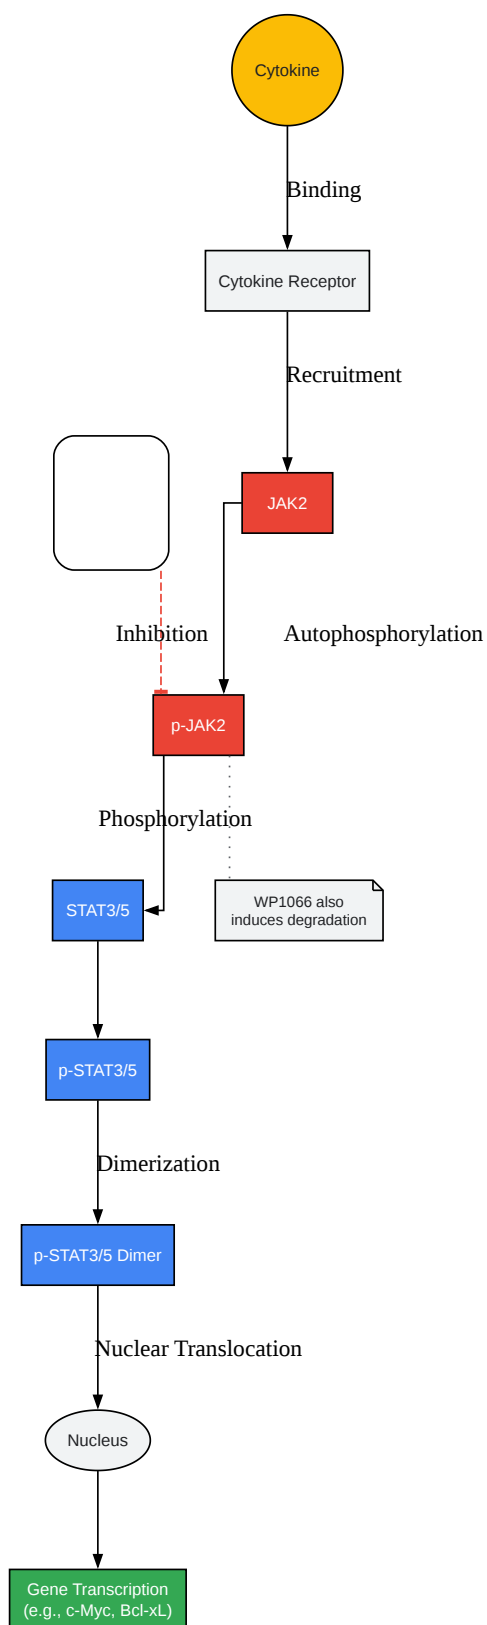 Cytokine
Binding
Cytokine Receptor
Recruitment
JAK2
Inhibition
Autophosphorylation
p-JAK2
Phosphorylation
STAT3/5
WP1066 also
induces degradation
p-STAT3/5
Dimerization
p-STAT3/5 Dimer
Nuclear Translocation
Nucleus
Gene Transcription
(e.g., c-Myc, Bcl-xL)